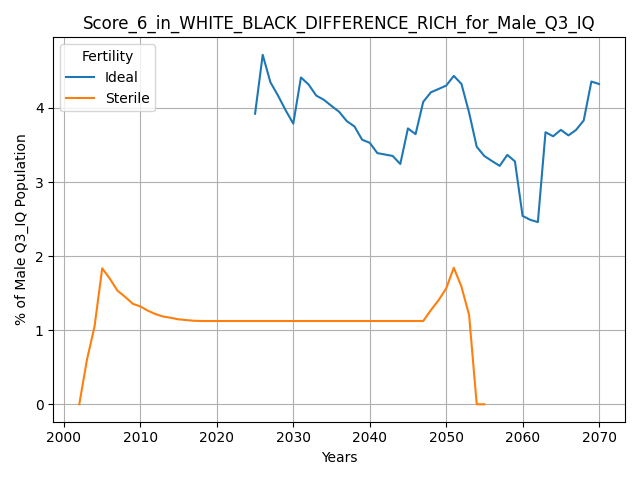 Score_6_in_WHITE_BLACK_DIFFERENCE_RICH_for_Male_Q3_IQ
Fertility
Ideal
Sterile
% of Male Q3_IQ Population
4
3
2
1
0
2000 2010 2020 2030 2040 2050 2060 2070
Years